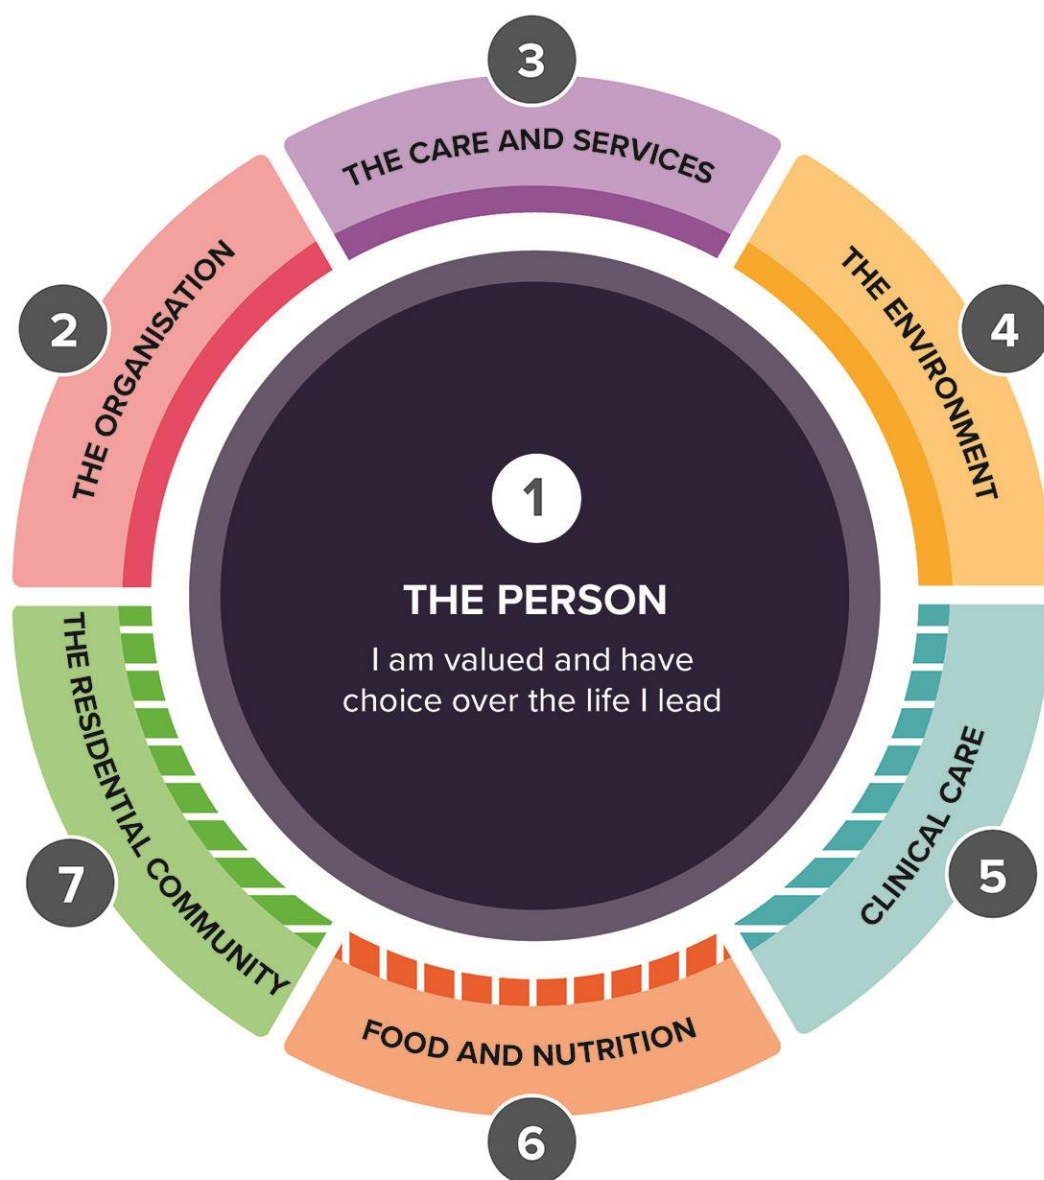 3
THE CARE AND SERVICES
2
THE ORGANISATION
4
THE ENVIRONMENT
1
THE PERSON
I am valued and have
choice over the life I lead
7
THE RESIDENTIAL COMMUNITY
5
CLINICAL CARE
6
FOOD AND NUTRITION